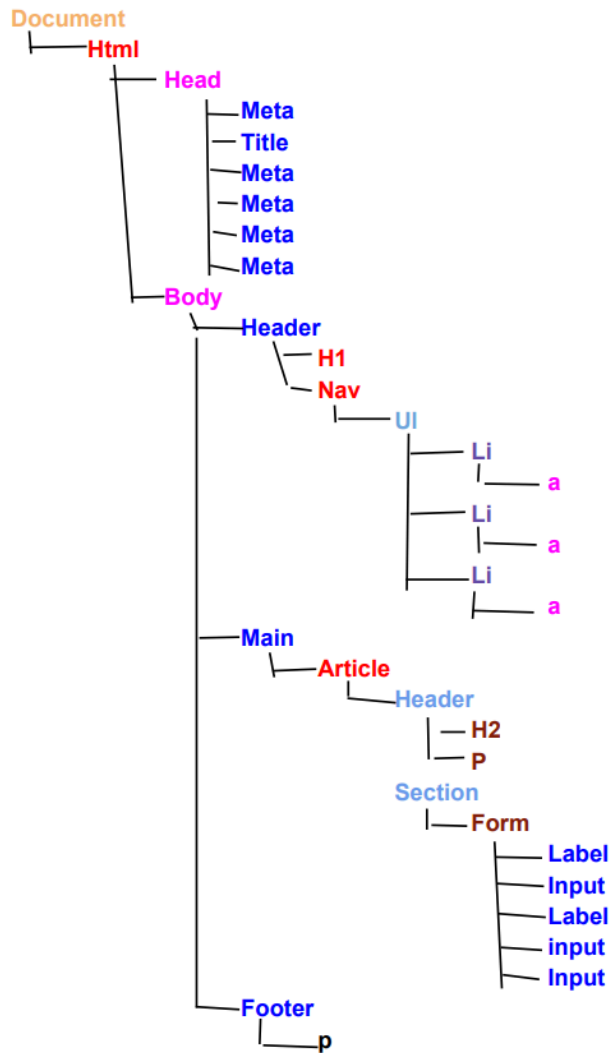 Document
Html
Head
Meta
Title
Meta
Meta
Meta
Meta
Body
Header
H1
Nav
Ul
Li
a
Li
a
Li
a
Main
Article
Header
H2
P
Section
Form
Label
Input
Label
input
Input
Footer
p